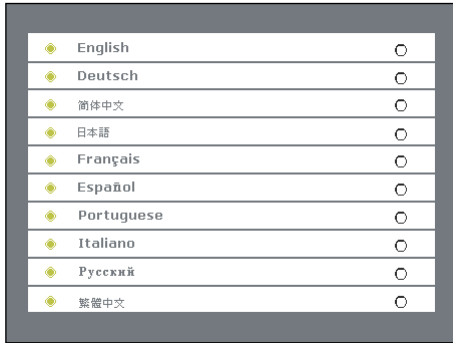 English
Deutsch
简体中文
日本語
Français
Español
Portuguese
Italiano
Русский
繁體中文